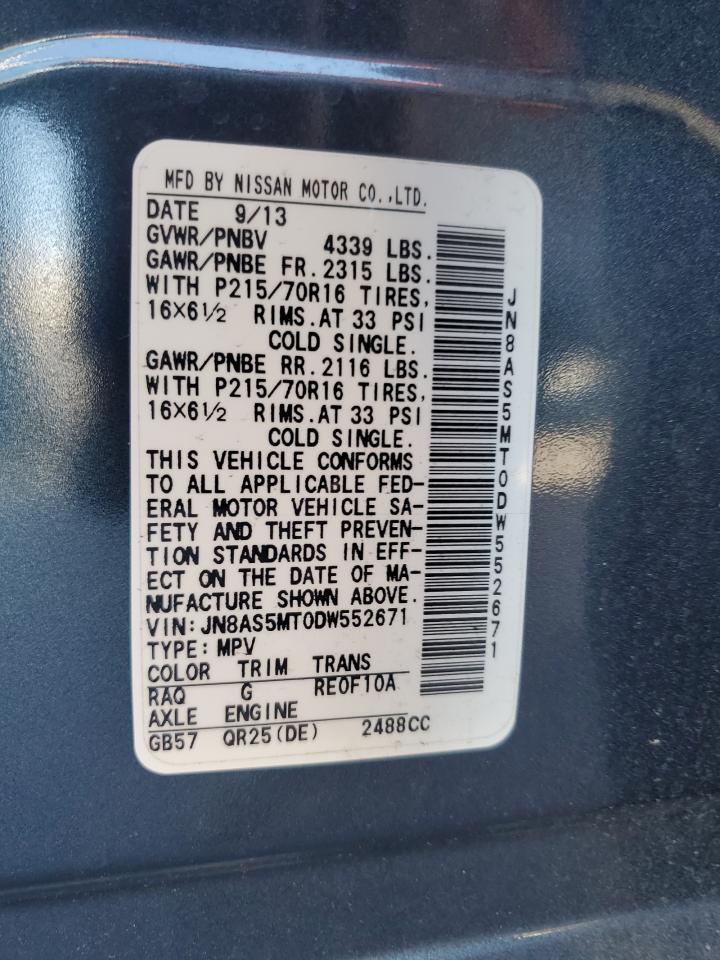 MFD BY NISSAN MOTOR CO.,LTD.
DATE 9/13
GVWR/PNBV 4339 LBS.
GAWR/PNBE FR. 2315 LBS.
WITH P215/70R16 TIRES,
16×6½ RIMS. AT 33 PSI
COLD SINGLE.
GAWR/PNBE RR. 2116 LBS.
WITH P215/70R16 TIRES,
16×6½ RIMS. AT 33 PSI
COLD SINGLE.
THIS VEHICLE CONFORMS
TO ALL APPLICABLE FED-
ERAL MOTOR VEHICLE SA-
FETY AND THEFT PREVEN-
TION STANDARDS IN EFF-
ECT ON THE DATE OF MA-
NUFACTURE SHOWN ABOVE.
VIN: JN8AS5MT0DW552671
TYPE: MPV
COLOR TRIM TRANS
RAQ G RE0F10A
AXLE ENGINE
GB57 QR25(DE) 2488CC
JN8AS5MT0DW552671